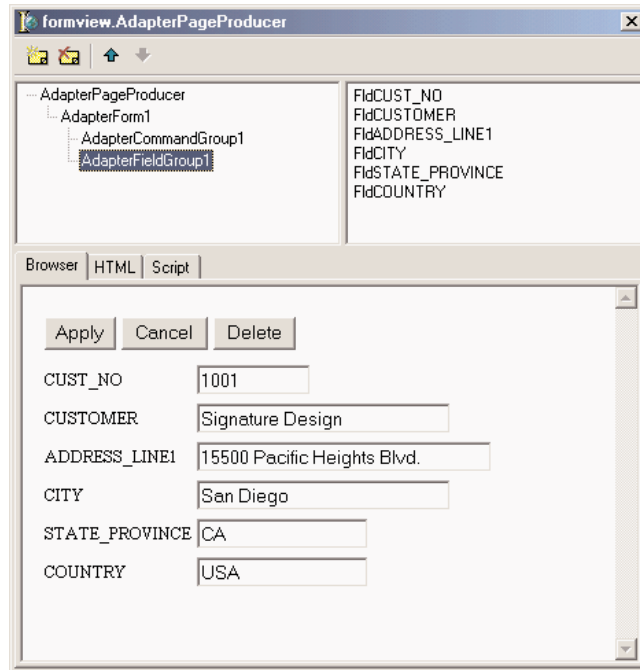 formview.AdapterPageProducer
AdapterPageProducer
AdapterForm1
AdapterCommandGroup1
AdapterFieldGroup1
FldCUST_NO
FldCUSTOMER
FldADDRESS_LINE1
FldCITY
FldSTATE_PROVINCE
FldCOUNTRY
Browser HTML Script
Apply Cancel Delete
CUST_NO 1001
CUSTOMER Signature Design
ADDRESS_LINE1 15500 Pacific Heights Blvd.
CITY San Diego
STATE_PROVINCE CA
COUNTRY USA